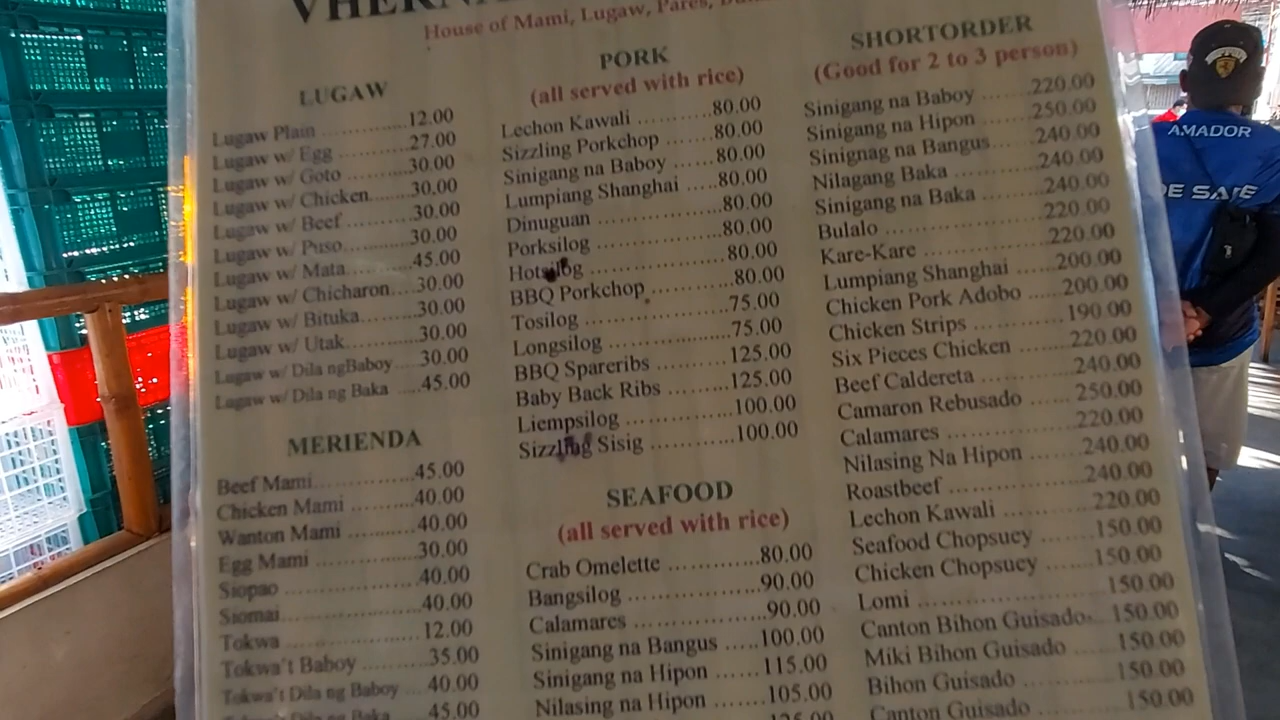 House of Mami, Lugaw, Pares,
LUGAW
Lugaw Plain ............12.00
Lugaw w/ Egg ..........27.00
Lugaw w/ Goto ........30.00
Lugaw w/ Chicken....30.00
Lugaw w/ Beef .........30.00
Lugaw w/ Puso.........30.00
Lugaw w/ Mata.........45.00
Lugaw w/ Chicharon...30.00
Lugaw w/ Bituka........30.00
Lugaw w/ Utak..........30.00
Lugaw w/ Dila ngBaboy....30.00
Lugaw w/ Dila ng Baka ....45.00
MERIENDA
Beef Mami...............45.00
Chicken Mami .........40.00
Wanton Mami ..........40.00
Egg Mami ...............30.00
Siopao ....................40.00
Siomai.....................40.00
Tokwa .....................12.00
Tokwa't Baboy .........35.00
Tokwa't Dila ng Baboy ....40.00
Tokwa't Dila ng Baka 45.00
PORK
(all served with rice)
Lechon Kawali ..........80.00
Sizzling Porkchop ......80.00
Sinigang na Baboy ......80.00
Lumpiang Shanghai .....80.00
Dinuguan ..................80.00
Porksilog ..................80.00
Hotsilog ...................80.00
BBQ Porkchop ...........80.00
Tosilog .....................75.00
Longsilog ..................75.00
BBQ Spareribs ...........125.00
Baby Back Ribs ..........125.00
Liempsilog ...............100.00
Sizzling Sisig ............100.00
SEAFOOD
(all served with rice)
Crab Omelette ............80.00
Bangsilog ..................90.00
Calamares .................90.00
Sinigang na Bangus .....100.00
Sinigang na Hipon ......115.00
Nilasing na Hipon .......105.00
SHORTORDER
(Good for 2 to 3 person)
Sinigang na Baboy .......220.00
Sinigang na Hipon .......250.00
Sinignag na Bangus......240.00
Nilagang Baka ............240.00
Sinigang na Baka .........240.00
Bulalo ......................220.00
Kare-Kare .................220.00
Lumpiang Shanghai ......200.00
Chicken Pork Adobo ......200.00
Chicken Strips ............190.00
Six Pieces Chicken .......220.00
Beef Caldereta ............240.00
Camaron Rebusado ......250.00
Calamares .................220.00
Nilasing Na Hipon ........240.00
Roastbeef ..................240.00
Lechon Kawali ............220.00
Seafood Chopsuey .......150.00
Chicken Chopsuey .......150.00
Lomi ........................150.00
Canton Bihon Guisado..150.00
Miki Bihon Guisado ......150.00
Bihon Guisado ............150.00
Canton Guisado ...........150.00
AMADOR